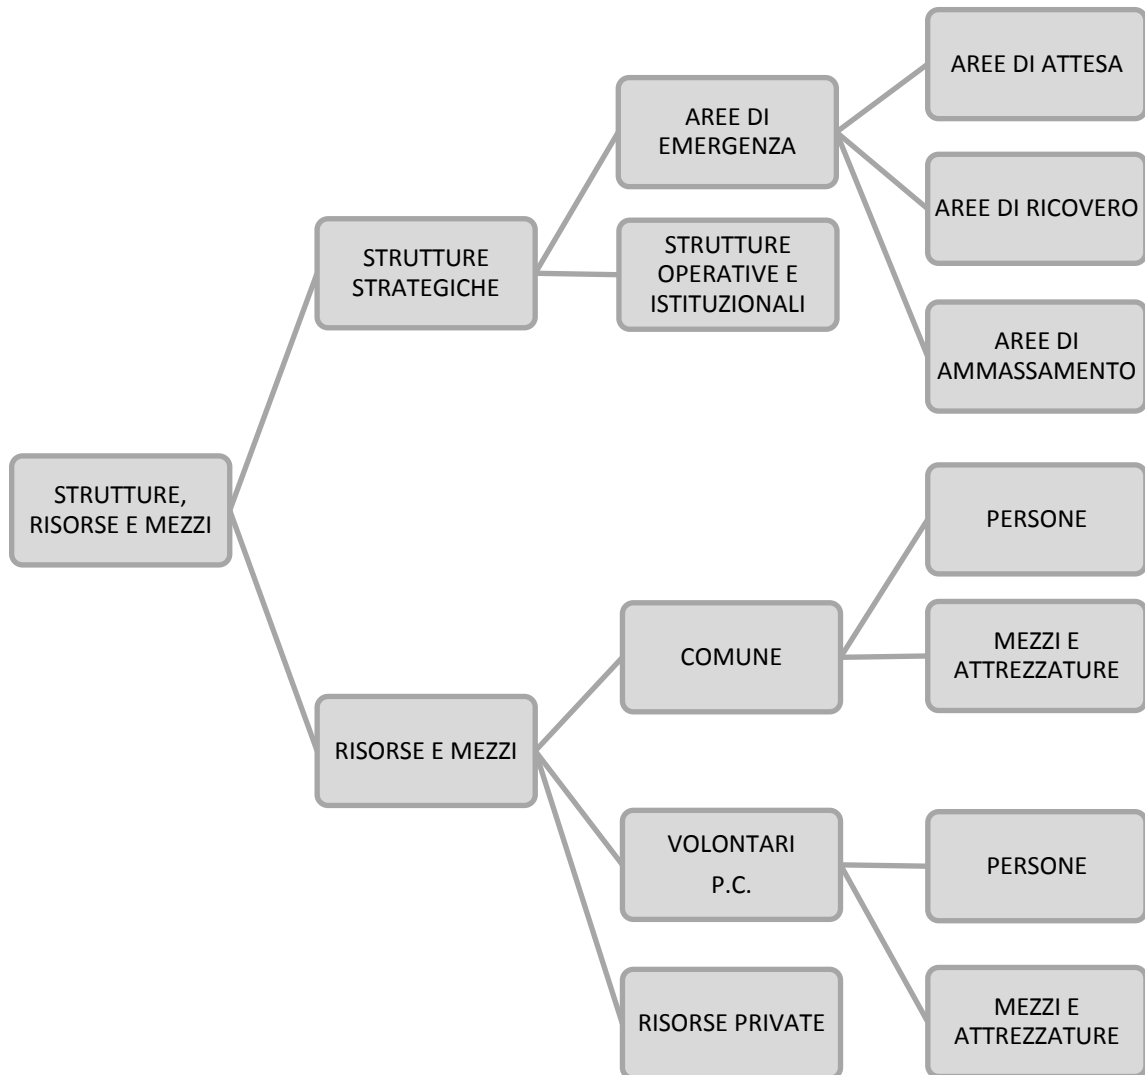 STRUTTURE,
RISORSE E MEZZI
STRUTTURE
STRATEGICHE
AREE DI
EMERGENZA
AREE DI ATTESA
AREE DI RICOVERO
AREE DI
AMMASSAMENTO
STRUTTURE
OPERATIVE E
ISTITUZIONALI
RISORSE E MEZZI
COMUNE
PERSONE
MEZZI E
ATTREZZATURE
VOLONTARI
P.C.
PERSONE
MEZZI E
ATTREZZATURE
RISORSE PRIVATE